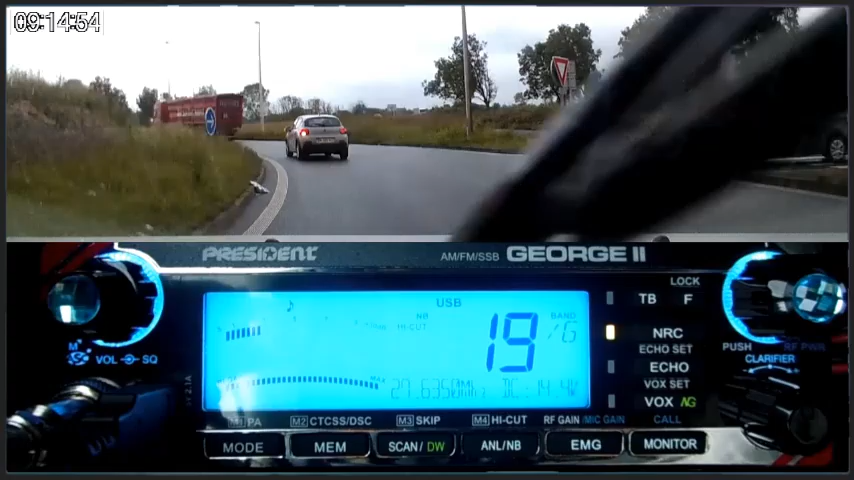 09:14:54
PRESIDENT AM/FM/SSB GEORGE II
LOCK
TB F
USB
NB
HI-CUT
BAND
19 /G
27.6350MHz DC:14.4V
NRC
ECHO SET
ECHO
VOX SET
VOX NG
CALL
VOL SQ
PUSH RF PWR
CLARIFIER
M1 PA M2 CTCSS/DSC M3 SKIP M4 HI-CUT RF GAIN/MIC GAIN
MODE MEM SCAN/DW ANL/NB EMG MONITOR